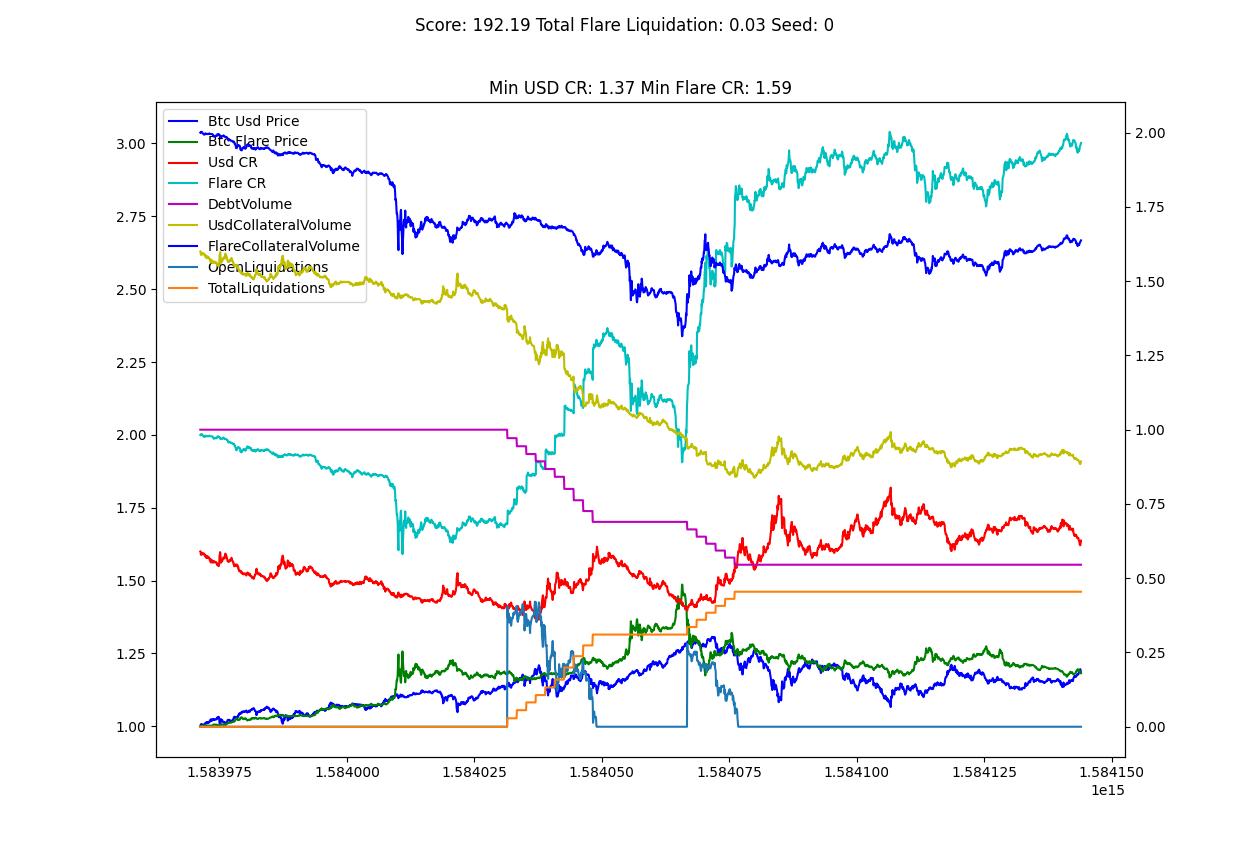 Score: 192.19 Total Flare Liquidation: 0.03 Seed: 0
Min USD CR: 1.37 Min Flare CR: 1.59
Btc Usd Price
Btc Flare Price
Usd CR
Flare CR
DebtVolume
UsdCollateralVolume
FlareCollateralVolume
OpenLiquidations
TotalLiquidations
3.00
2.75
2.50
2.25
2.00
1.75
1.50
1.25
1.00
2.00
1.75
1.50
1.25
1.00
0.75
0.50
0.25
0.00
1.583975 1.584000 1.584025 1.584050 1.584075 1.584100 1.584125 1.584150
1e15